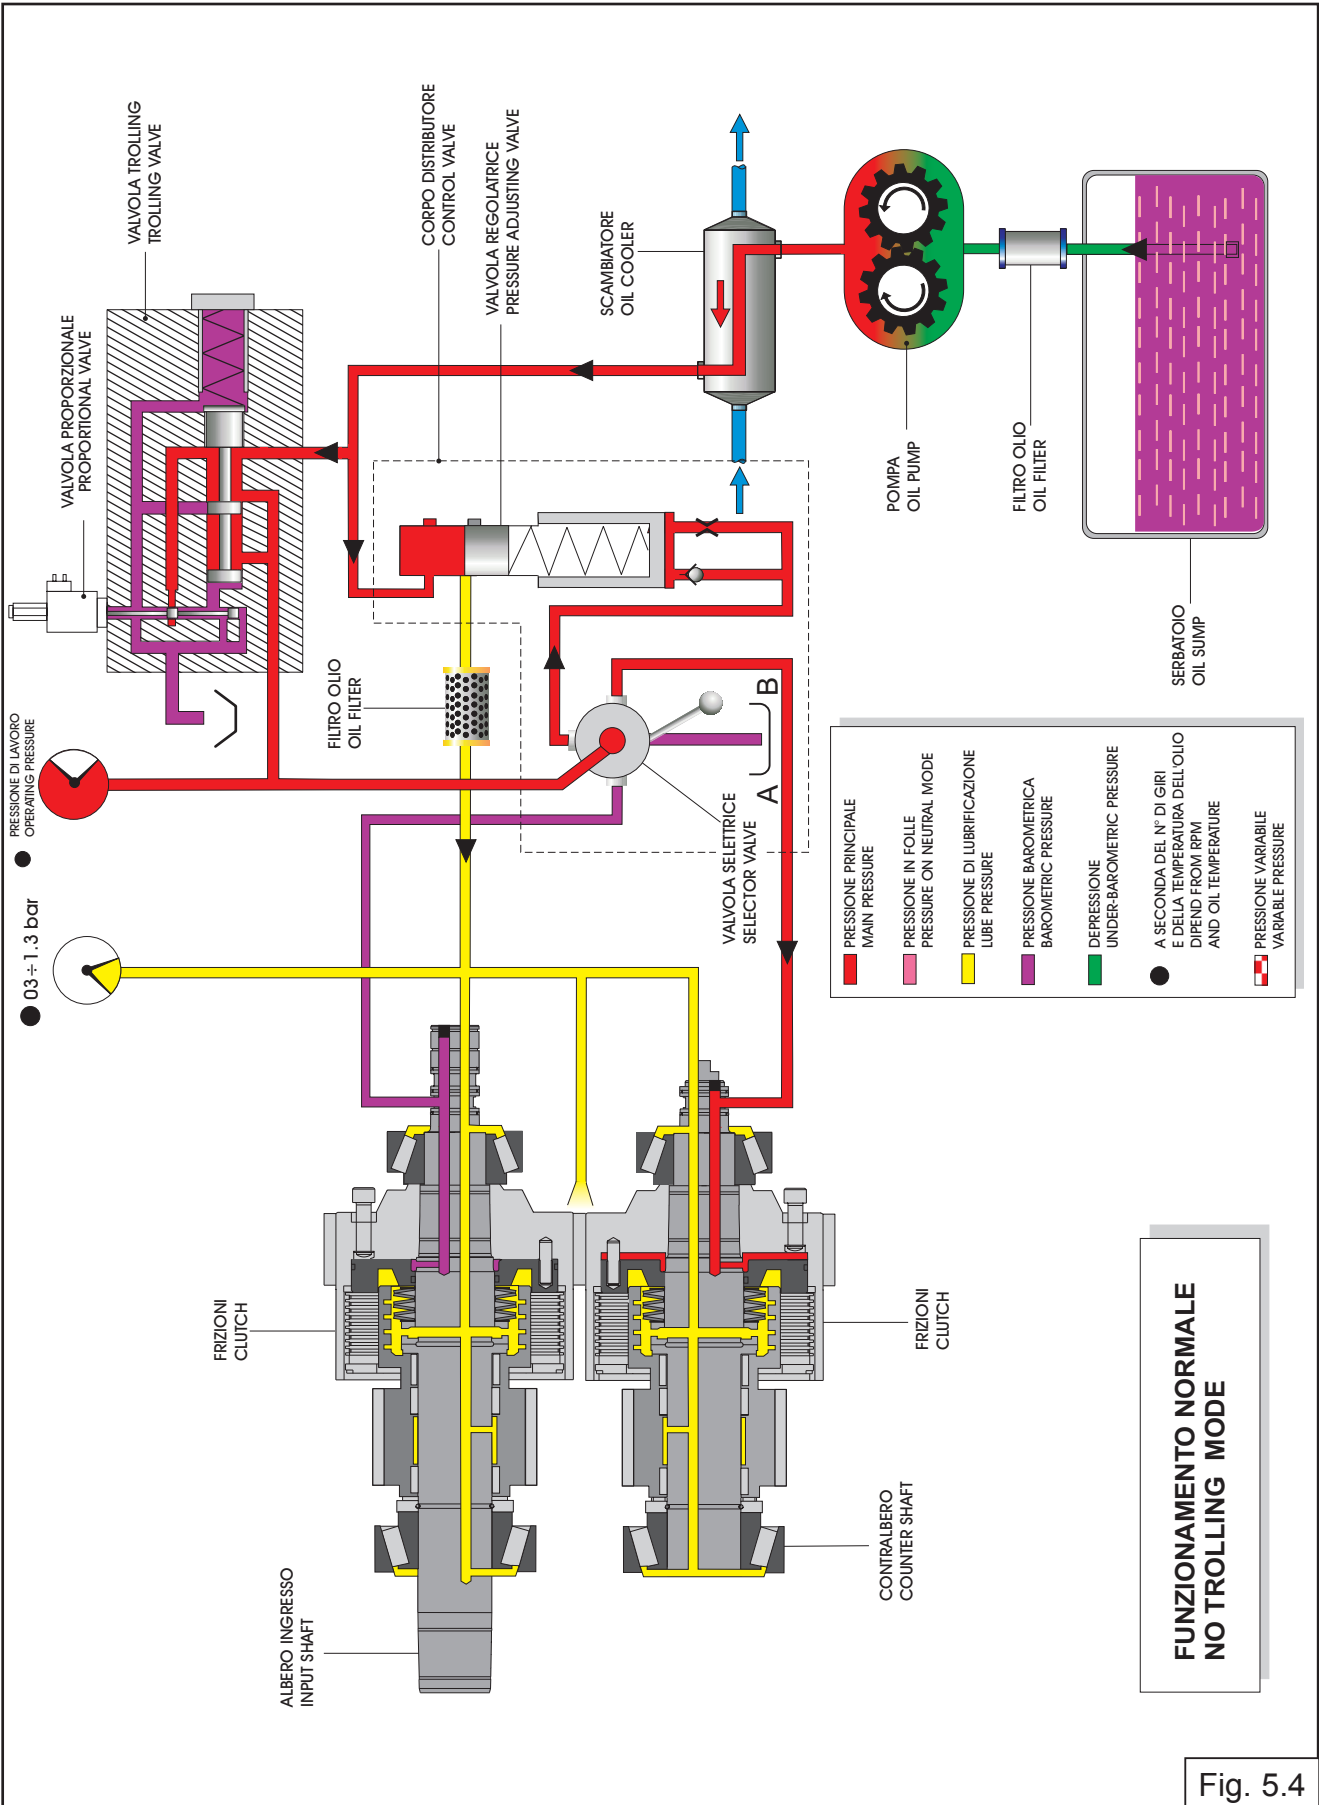 VALVOLA TROLLING
TROLLING VALVE
VALVOLA PROPORZIONALE
PROPORTIONAL VALVE
PRESSIONE DI LAVORO
OPERATING PRESSURE
03÷1.3 bar
CORPO DISTRIBUTORE
CONTROL VALVE
VALVOLA REGOLATRICE
PRESSURE ADJUSTING VALVE
SCAMBIATORE
OIL COOLER
POMPA
OIL PUMP
FILTRO OLIO
OIL FILTER
SERBATOIO
OIL SUMP
FILTRO OLIO
OIL FILTER
A
B
VALVOLA SELETTRICE
SELECTOR VALVE
PRESSIONE PRINCIPALE
MAIN PRESSURE
PRESSIONE IN FOLLE
PRESSURE ON NEUTRAL MODE
PRESSIONE DI LUBRIFICAZIONE
LUBE PRESSURE
PRESSIONE BAROMETRICA
BAROMETRIC PRESSURE
DEPRESSIONE
UNDER-BAROMETRIC PRESSURE
A SECONDA DEL N° DI GIRI
E DELLA TEMPERATURA DELL'OLIO
DIPEND FROM RPM
AND OIL TEMPERATURE
PRESSIONE VARIABILE
VARIABLE PRESSURE
FRIZIONI
CLUTCH
FRIZIONI
CLUTCH
ALBERO INGRESSO
INPUT SHAFT
CONTRALBERO
COUNTER SHAFT
FUNZIONAMENTO NORMALE
NO TROLLING MODE
Fig. 5.4